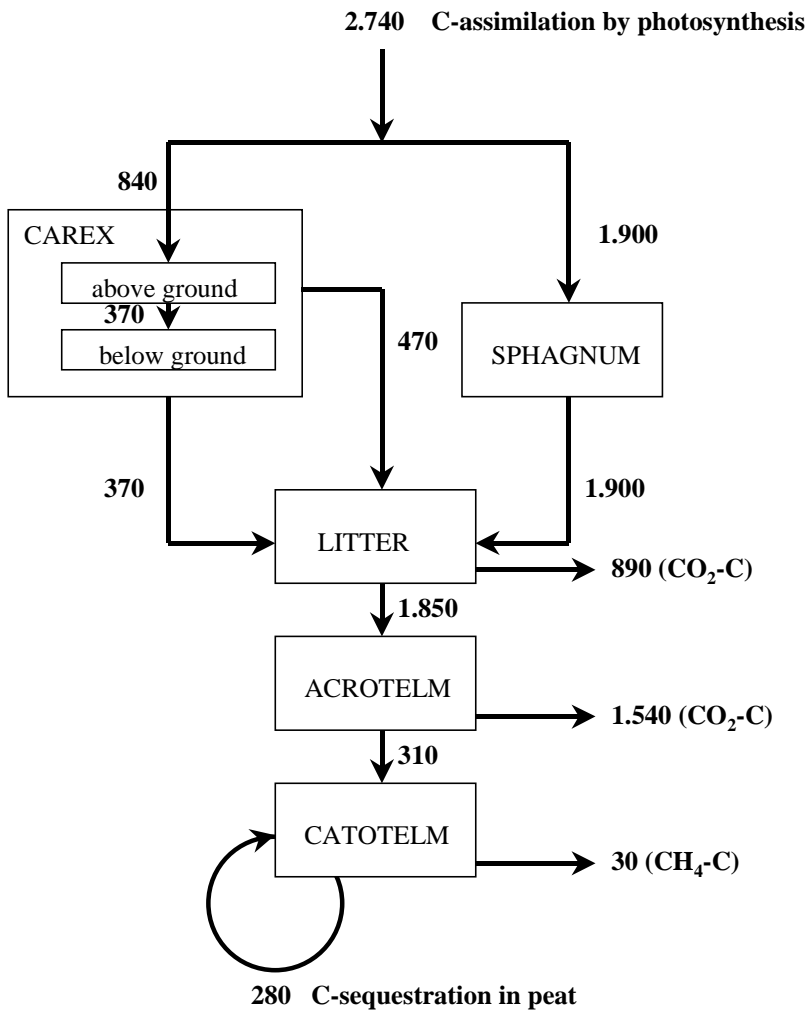 2.740 C-assimilation by photosynthesis
840
CAREX
1.900
above ground
370
below ground
470
SPHAGNUM
370
1.900
LITTER
890 (CO₂-C)
1.850
ACROTELM
1.540 (CO₂-C)
310
CATOTELM
30 (CH₄-C)
280 C-sequestration in peat